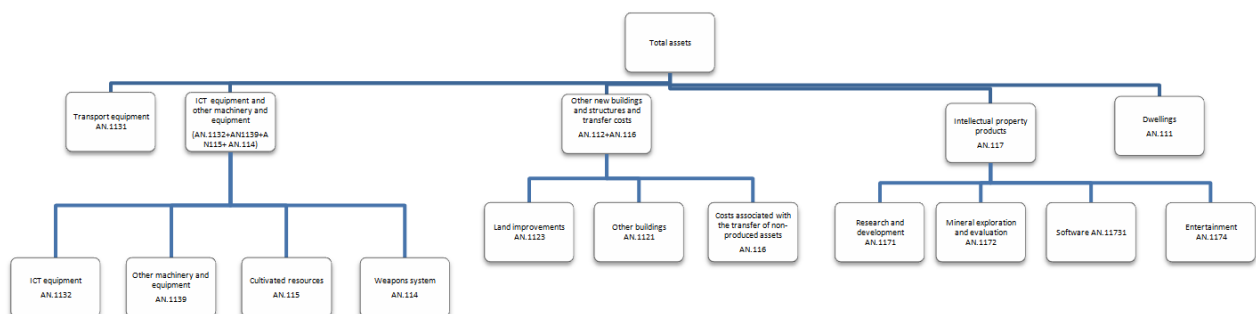 Total assets
Transport equipment
AN.1131
ICT equipment and
other machinery and
equipment
(AN.1132+AN1139+A
N115+ AN.114)
Other new buildings
and structures and
transfer costs
AN.112+AN.116
Intellectual property
products
AN.117
Dwellings
AN.111
Land improvements
AN.1123
Other buildings
AN.1121
Costs associated with
the transfer of non-
produced assets
AN.116
Research and
development
AN.1171
Mineral exploration
and evaluation
AN.1172
Software AN.11731
Entertainment
AN.1174
ICT equipment
AN.1132
Other machinery and
equipment
AN.1139
Cultivated resources
AN.115
Weapons system
AN.114